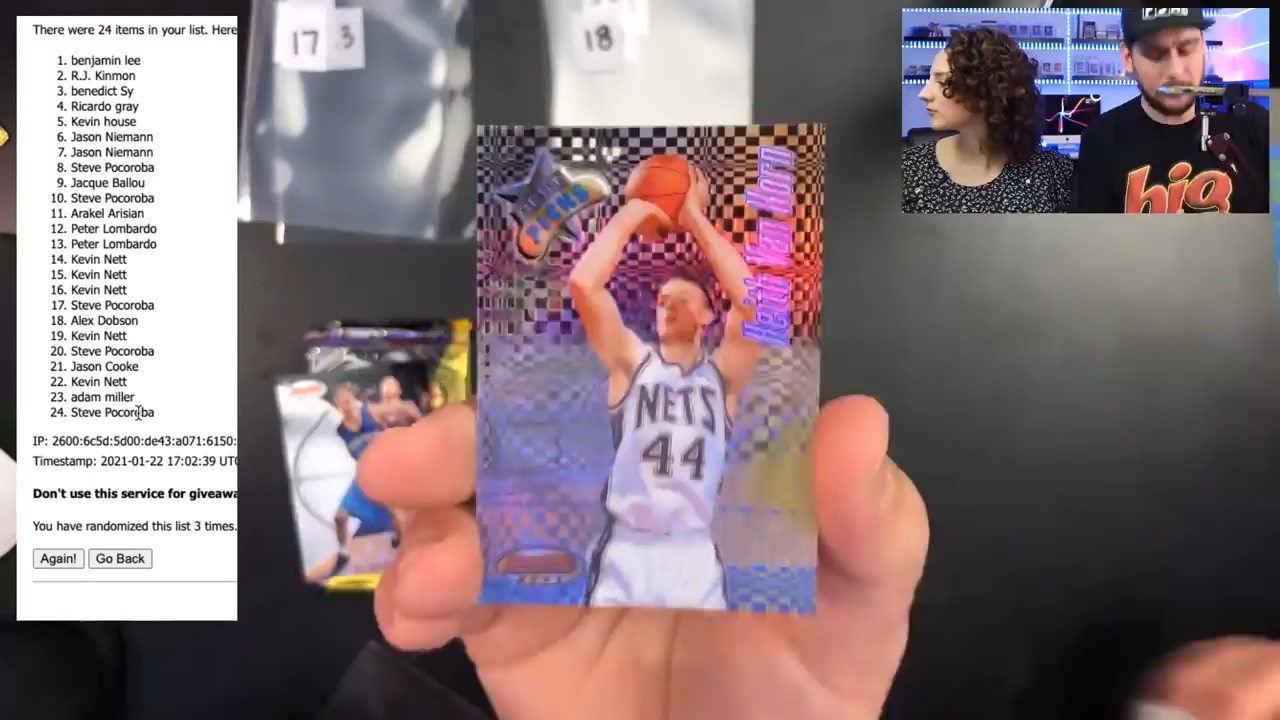 There were 24 items in your list. Here
1. benjamin lee
2. R.J. Kinmon
3. benedict Sy
4. Ricardo gray
5. Kevin house
6. Jason Niemann
7. Jason Niemann
8. Steve Pocoroba
9. Jacque Ballou
10. Steve Pocoroba
11. Arakel Arisian
12. Peter Lombardo
13. Peter Lombardo
14. Kevin Nett
15. Kevin Nett
16. Kevin Nett
17. Steve Pocoroba
18. Alex Dobson
19. Kevin Nett
20. Steve Pocoroba
21. Jason Cooke
22. Kevin Nett
23. adam miller
24. Steve Pocoroba
IP: 2600:6c5d:5d00:de43:a071:6150:
Timestamp: 2021-01-22 17:02:39 UTC
Don't use this service for giveawa
You have randomized this list 3 times.
Again! Go Back
17 3
18
PICKS
Keith Van Horn
NETS
44
big